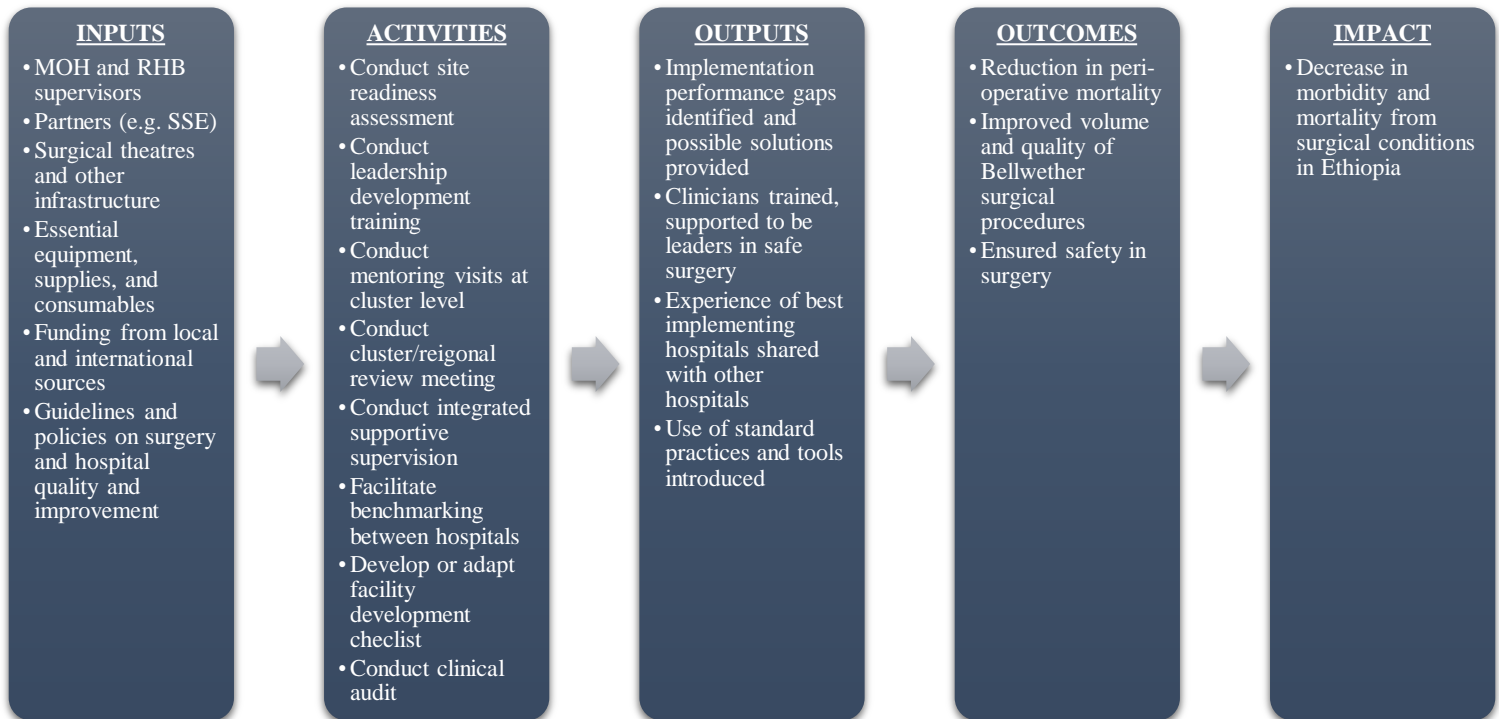 INPUTS
• MOH and RHB
supervisors
• Partners (e.g. SSE)
• Surgical theatres
and other
infrastructure
• Essential
equipment,
supplies, and
consumables
• Funding from local
and international
sources
• Guidelines and
policies on surgery
and hospital
quality and
improvement
ACTIVITIES
• Conduct site
readiness
assessment
• Conduct
leadership
development
training
• Conduct
mentoring visits at
cluster level
• Conduct
cluster/reigonal
review meeting
• Conduct integrated
supportive
supervision
• Facilitate
benchmarking
between hospitals
• Develop or adapt
facility
development
checlist
• Conduct clinical
audit
OUTPUTS
• Implementation
performance gaps
identified and
possible solutions
provided
• Clinicians trained,
supported to be
leaders in safe
surgery
• Experience of best
implementing
hospitals shared
with other
hospitals
• Use of standard
practices and tools
introduced
OUTCOMES
• Reduction in peri-
operative mortality
• Improved volume
and quality of
Bellwether
surgical
procedures
• Ensured safety in
surgery
IMPACT
• Decrease in
morbidity and
mortality from
surgical conditions
in Ethiopia